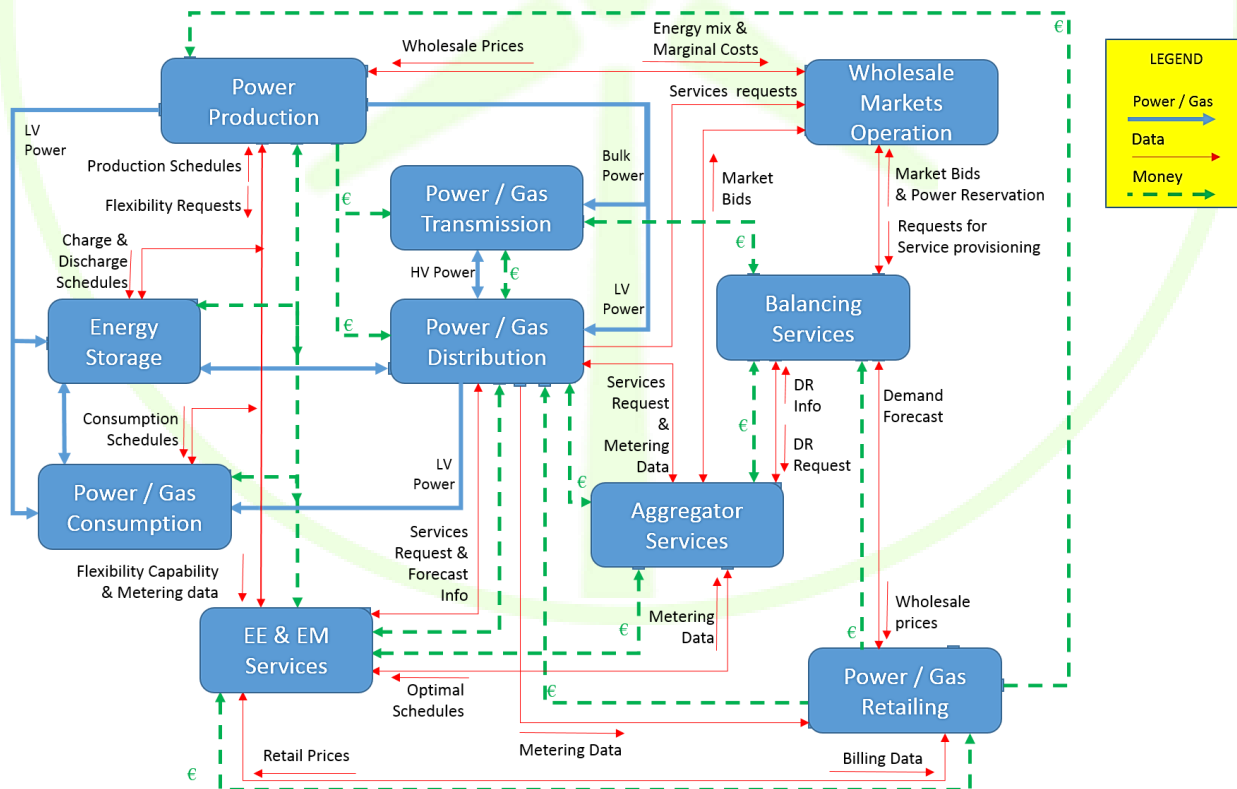 €
€
Energy mix &
Marginal Costs
Wholesale Prices
LEGEND
Power / Gas
Data
Money
Power
Production
Wholesale
Markets
Operation
Services requests
LV
Power
Production Schedules
Flexibility Requests
Bulk
Power
Market
Bids
Market Bids
& Power Reservation
Requests for
Service provisioning
Power / Gas
Transmission
€
€
Charge &
Discharge
Schedules
HV Power
€
LV
Power
Energy
Storage
Power / Gas
Distribution
€
Balancing
Services
Services
Request
&
Metering
Data
DR
Info
DR
Request
€
Demand
Forecast
Consumption
Schedules
LV
Power
€
Power / Gas
Consumption
Aggregator
Services
Services
Request &
Forecast
Info
Flexibility Capability
& Metering data
EE & EM
Services
€
Metering
Data
Wholesale
prices
€
Power / Gas
Retailing
Optimal
Schedules
€
Metering Data
Retail Prices
Billing Data
€